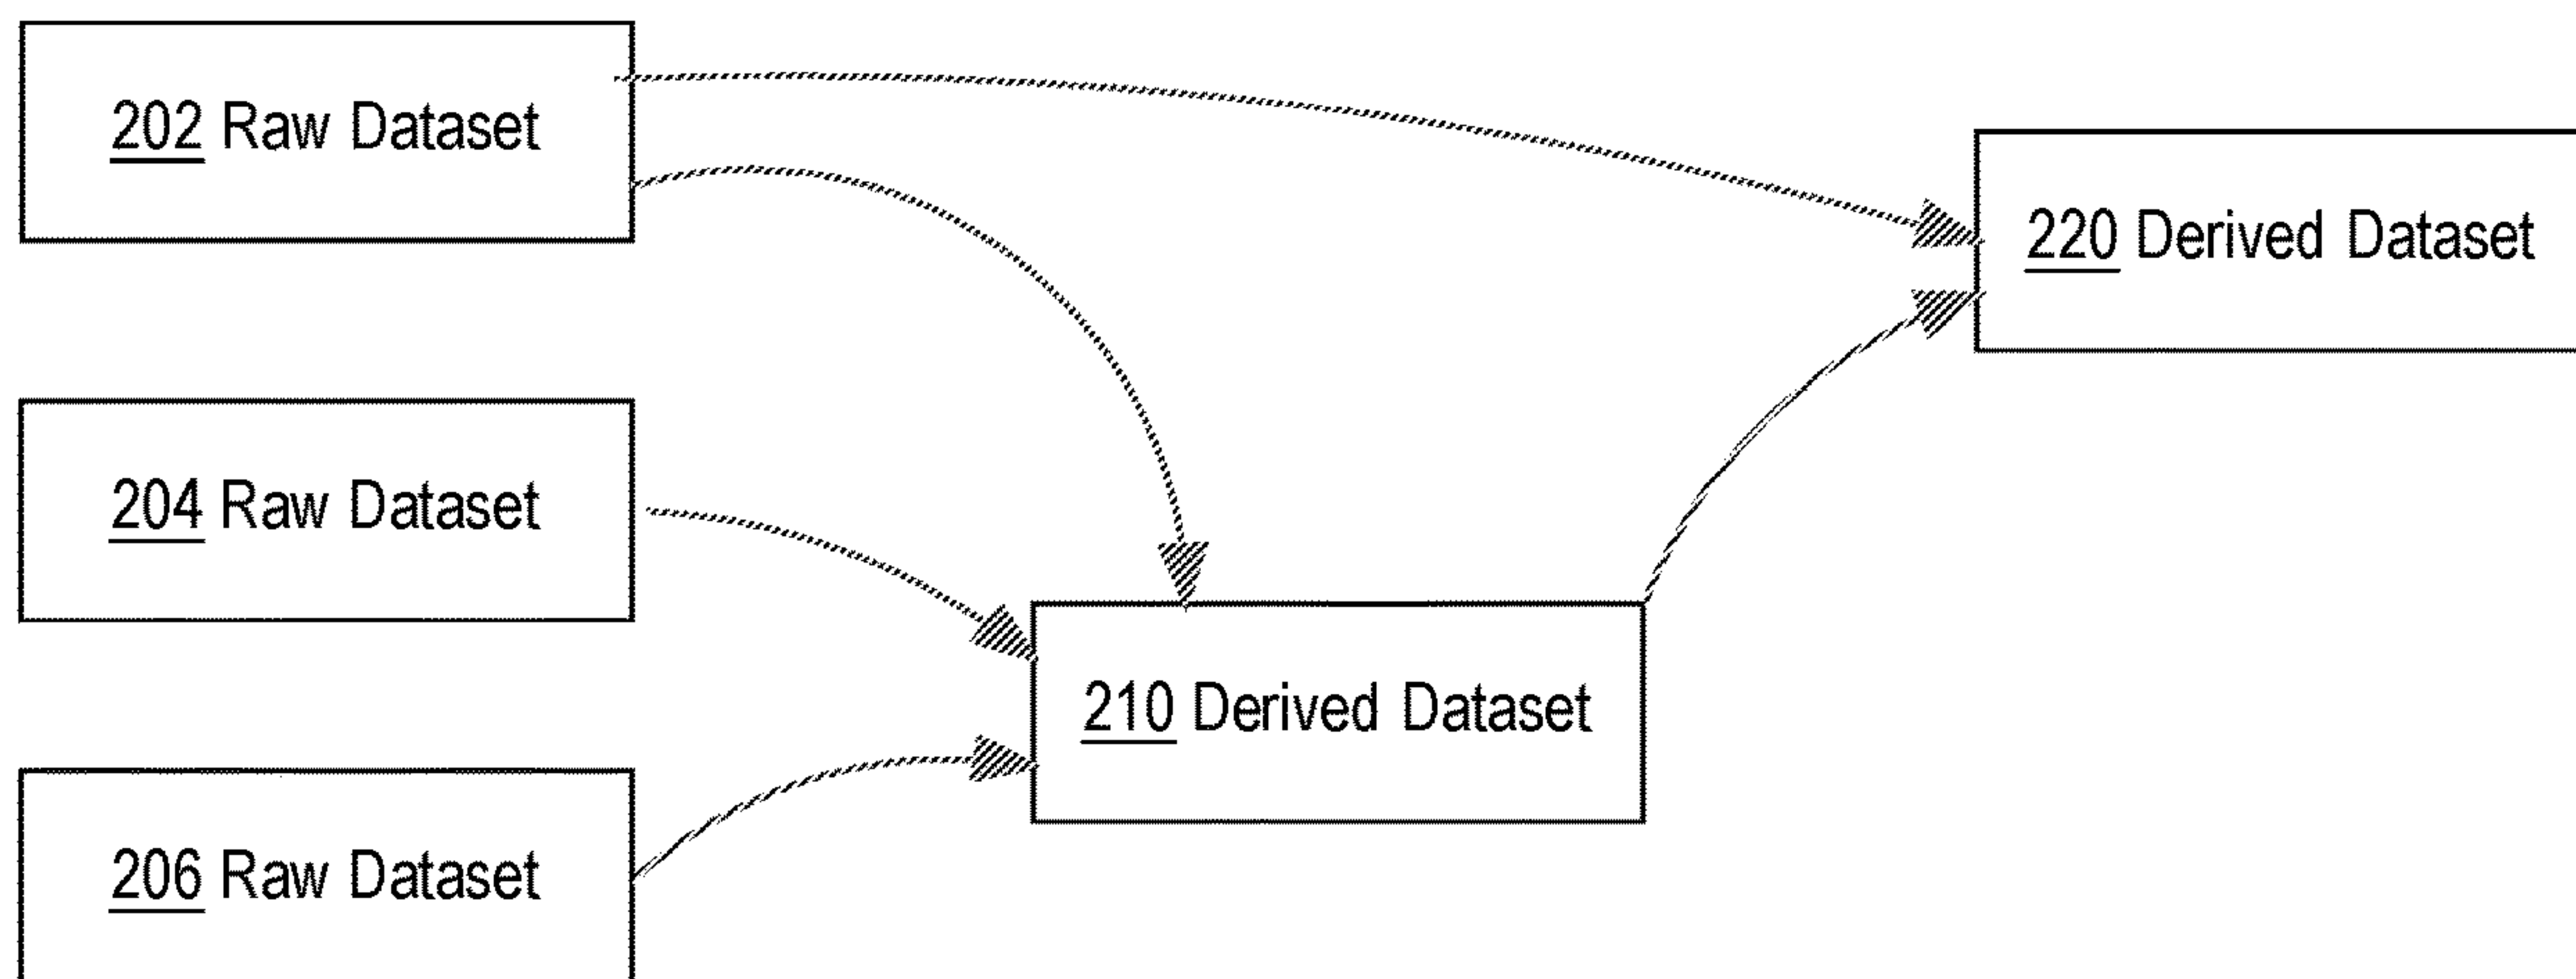 202 Raw Dataset
220 Derived Dataset
204 Raw Dataset
210 Derived Dataset
206 Raw Dataset